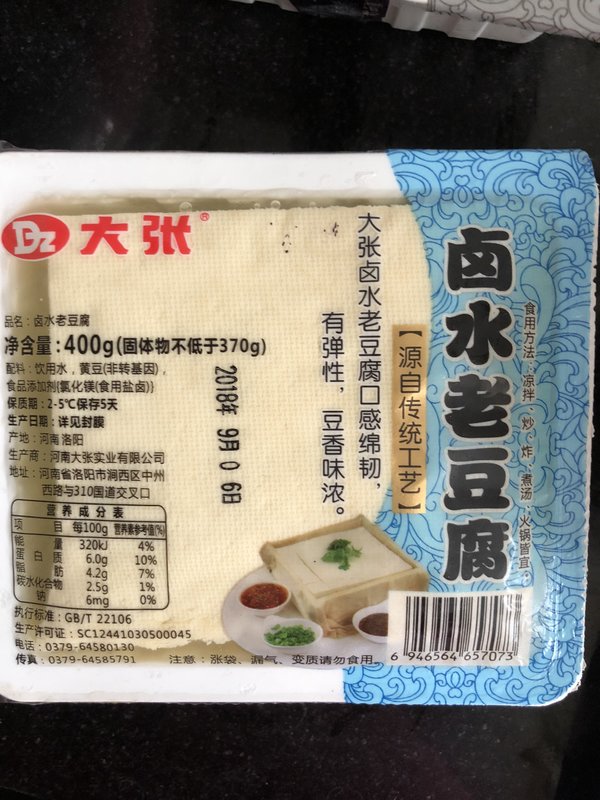 DZ 大张®
品名：卤水老豆腐
净含量：400g(固体物不低于370g)
配料：饮用水，黄豆(非转基因)，
食品添加剂{氯化镁(食用盐卤)}
保质期：2-5℃保存5天
生产日期：详见封膜
产地：河南 洛阳
生产商：河南大张实业有限公司
地址：河南省洛阳市涧西区中州
西路与310国道交叉口
营养成分表
项目 每100g 营养素参考值(%)
能量 320kJ 4%
蛋白质 6.0g 10%
脂肪 4.2g 7%
碳水化合物 2.5g 1%
钠 6mg 0%
执行标准：GB/T 22106
生产许可证：SC12441030500045
电话：0379-64580130
传真：0379-64585791
注意：涨袋、漏气、变质请勿食用。
2018年 9月 0 6日
大张卤水老豆腐口感绵韧，
有弹性，豆香味浓。
【源自传统工艺】
卤水老豆腐
食用方法：凉拌、炒、炸、煮汤、火锅皆宜
6 946564 657073